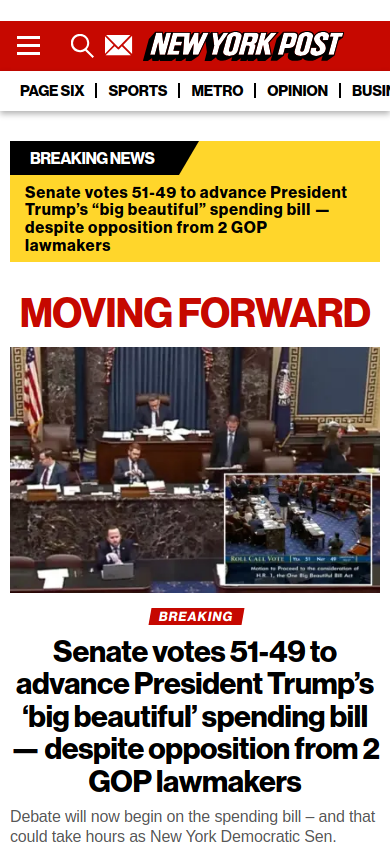 NEW YORK POST
PAGE SIX | SPORTS | METRO | OPINION | BUSIN
BREAKING NEWS
Senate votes 51-49 to advance President
Trump’s “big beautiful” spending bill —
despite opposition from 2 GOP
lawmakers
MOVING FORWARD
ROLL CALL VOTE
Yea 51 Nay 49
Motion to Proceed to the consideration of
H.R. 1, the One Big Beautiful Bill Act
BREAKING
Senate votes 51-49 to
advance President Trump’s
‘big beautiful’ spending bill
— despite opposition from 2
GOP lawmakers
Debate will now begin on the spending bill – and that
could take hours as New York Democratic Sen.